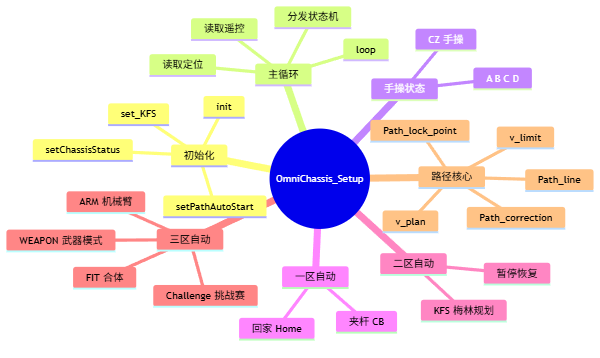 OmniChassis_Setup
主循环
读取定位
读取遥控
分发状态机
loop
初始化
init
set_KFS
setChassisStatus
setPathAutoStart
手操状态
CZ 手操
A B C D
路径核心
Path_lock_point
v_limit
Path_line
Path_correction
v_plan
二区自动
暂停恢复
KFS 梅林规划
一区自动
回家 Home
夹杆 CB
三区自动
ARM 机械臂
WEAPON 武器模式
FIT 合体
Challenge 挑战赛